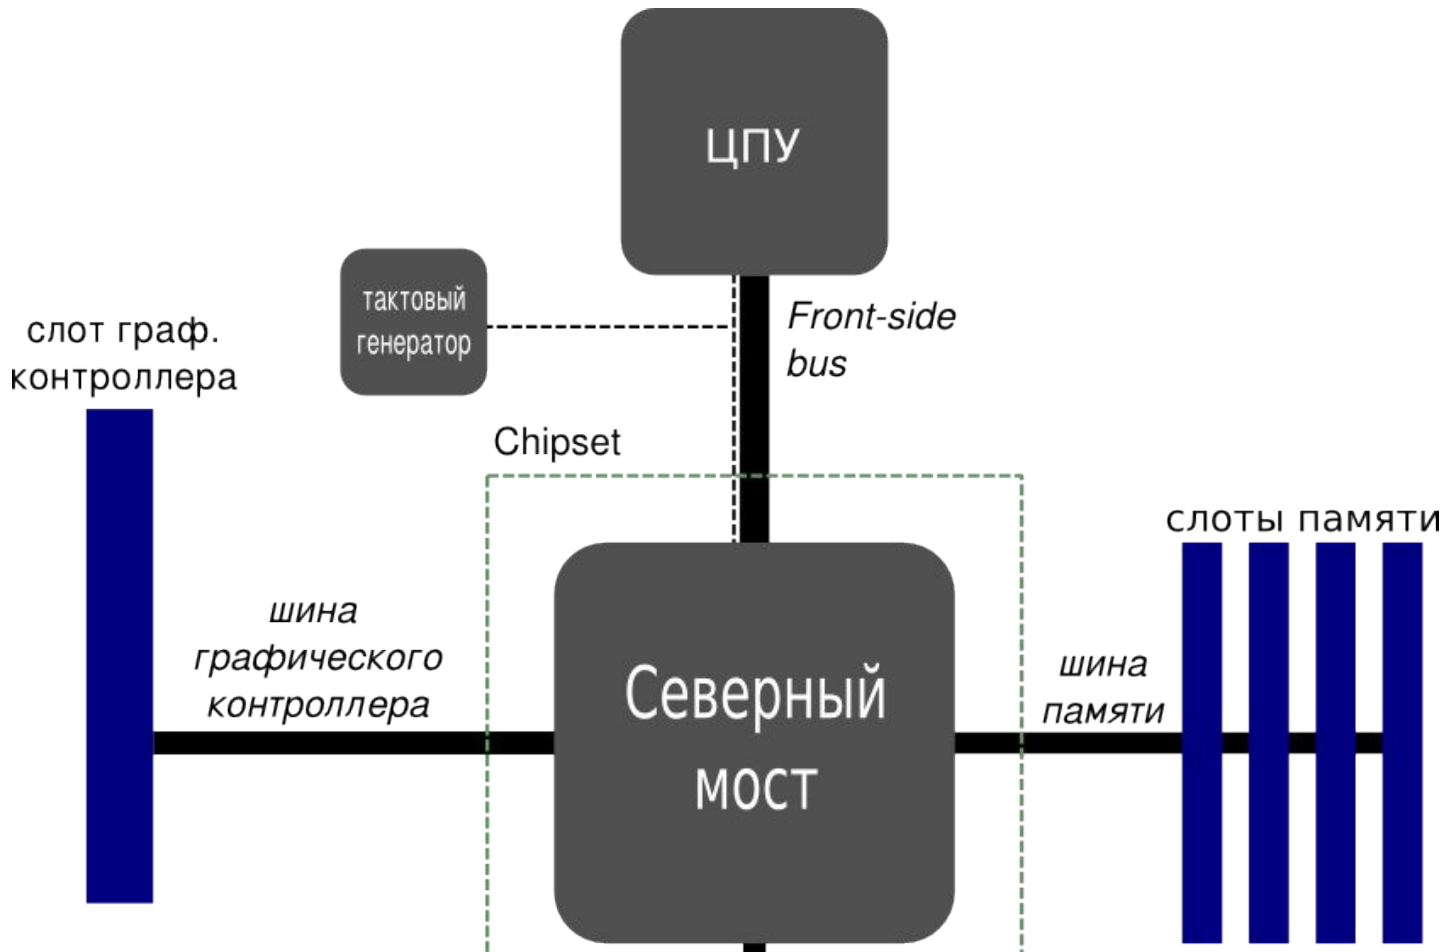 ЦПУ
тактовый
генератор
Front-side
bus
слот граф.
контроллера
Chipset
слоты памяти
шина
графического
контроллера
Северный
мост
шина
памяти